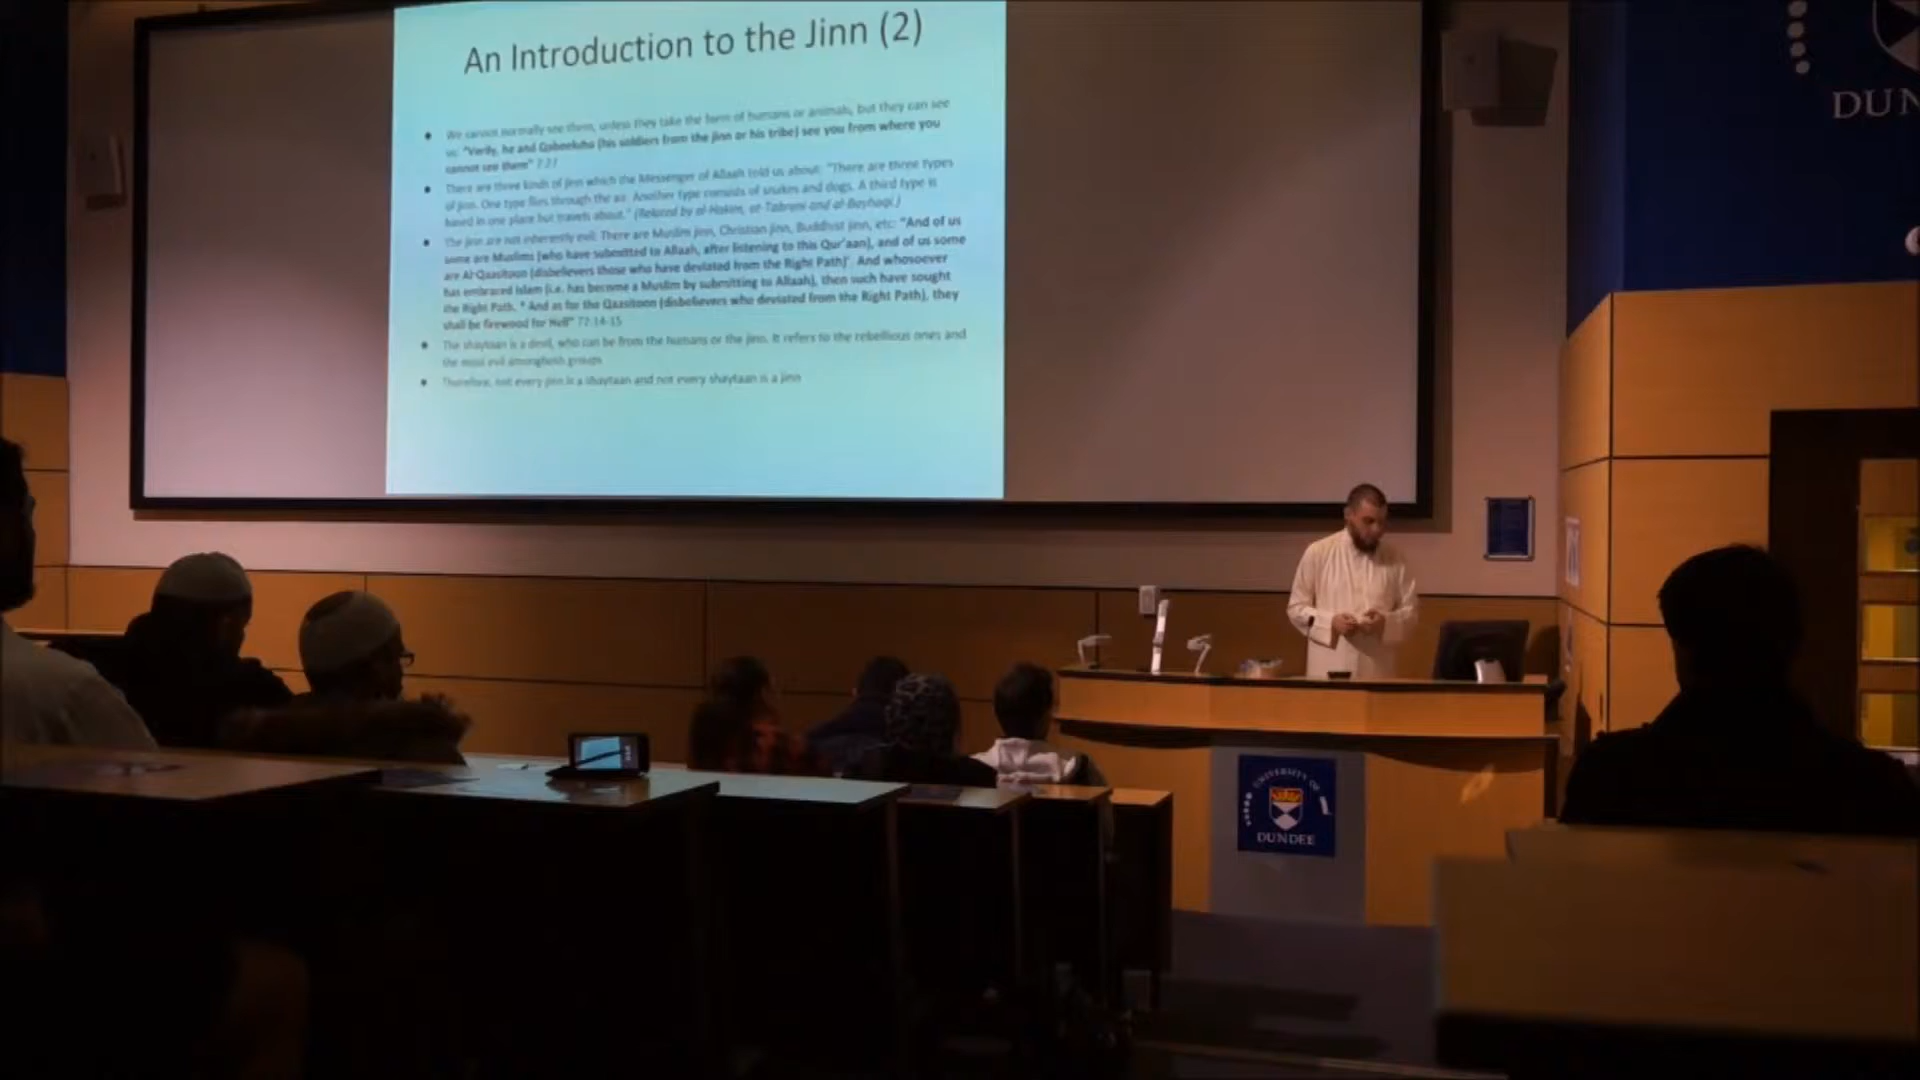 An Introduction to the Jinn (2)
• We cannot normally see them, unless they take the form of humans or animals, but they can see
us: "Verily, he and Qabeeluhu (his soldiers from the jinn or his tribe) see you from where you
cannot see them" 7:27
• There are three kinds of jinn which the Messenger of Allaah told us about: "There are three types
of jinn. One type flies through the air. Another type consists of snakes and dogs. A third type is
based in one place but travels about." (Related by al-Hakim, at-Tabrani and al-Bayhaqi.)
• The jinn are not inherently evil. There are Muslim jinn, Christian jinn, Buddhist jinn, etc: "And of us
some are Muslims (who have submitted to Allaah, after listening to this Qur'aan), and of us some
are Al-Qaasitoon (disbelievers those who have deviated from the Right Path)'. And whosoever
has embraced Islam (i.e. has become a Muslim by submitting to Allaah), then such have sought
the Right Path. * And as for the Qaasitoon (disbelievers who deviated from the Right Path), they
shall be firewood for Hell" 72:14-15
• The shaytaan is a devil, who can be from the humans or the jinn. It refers to the rebellious ones and
the most evil amongboth groups
• Therefore, not every jinn is a shaytaan and not every shaytaan is a jinn
DUN
UNIVERSITY OF
DUNDEE